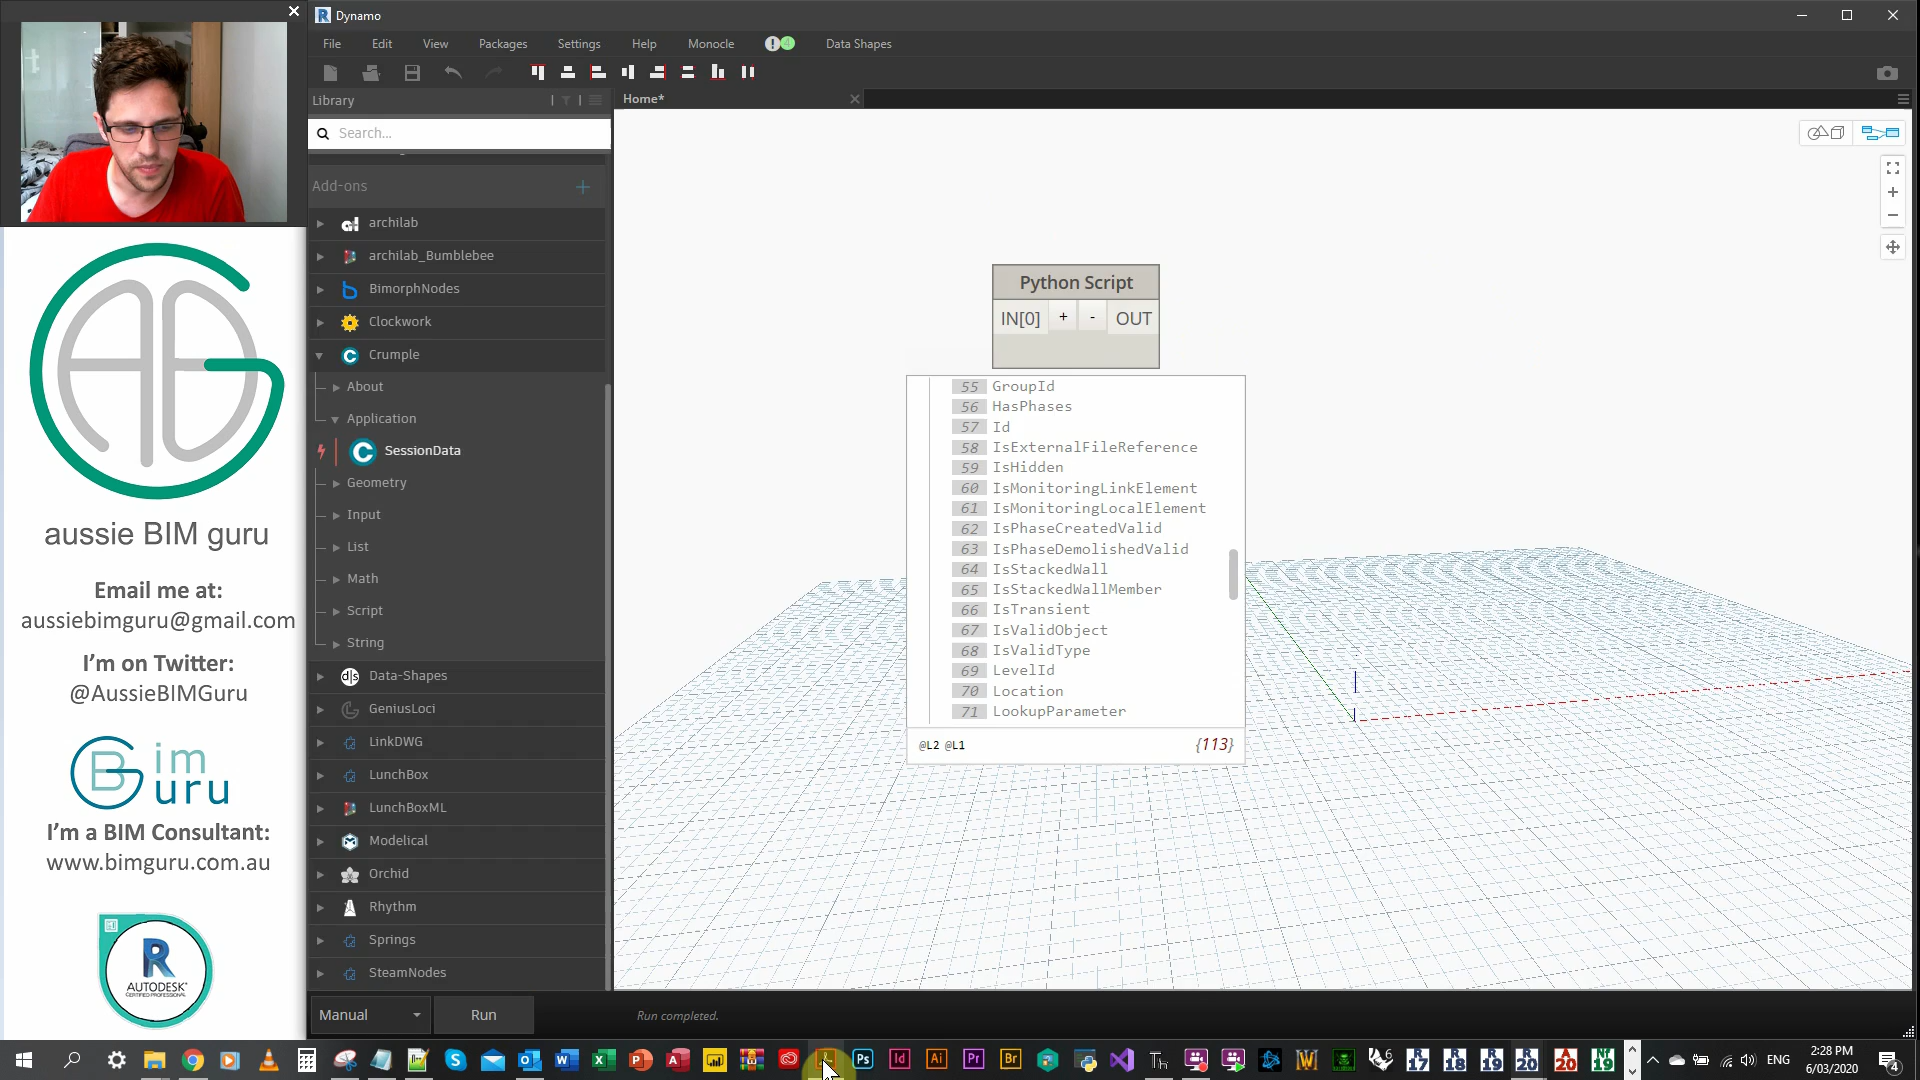 Dynamo
File Edit View Packages Settings Help Monocle Data Shapes
Library
Home*
Search...
Add-ons
archilab
archilab_Bumblebee
BimorphNodes
Clockwork
Crumple
About
Application
SessionData
Geometry
Input
List
Math
Script
String
Data-Shapes
GeniusLoci
LinkDWG
LunchBox
LunchBoxML
Modelical
Orchid
Rhythm
Springs
SteamNodes
Manual
Run
Run completed.
Python Script
IN[0] + - OUT
55 GroupId
56 HasPhases
57 Id
58 IsExternalFileReference
59 IsHidden
60 IsMonitoringLinkElement
61 IsMonitoringLocalElement
62 IsPhaseCreatedValid
63 IsPhaseDemolishedValid
64 IsStackedWall
65 IsStackedWallMember
66 IsTransient
67 IsValidObject
68 IsValidType
69 LevelId
70 Location
71 LookupParameter
@L2 @L1 {113}
aussie BIM guru
Email me at:
aussiebimguru@gmail.com
I'm on Twitter:
@AussieBIMGuru
BG im
uru
I'm a BIM Consultant:
www.bimguru.com.au
R
AUTODESK
CERTIFIED PROFESSIONAL
ENG
2:28 PM
6/03/2020